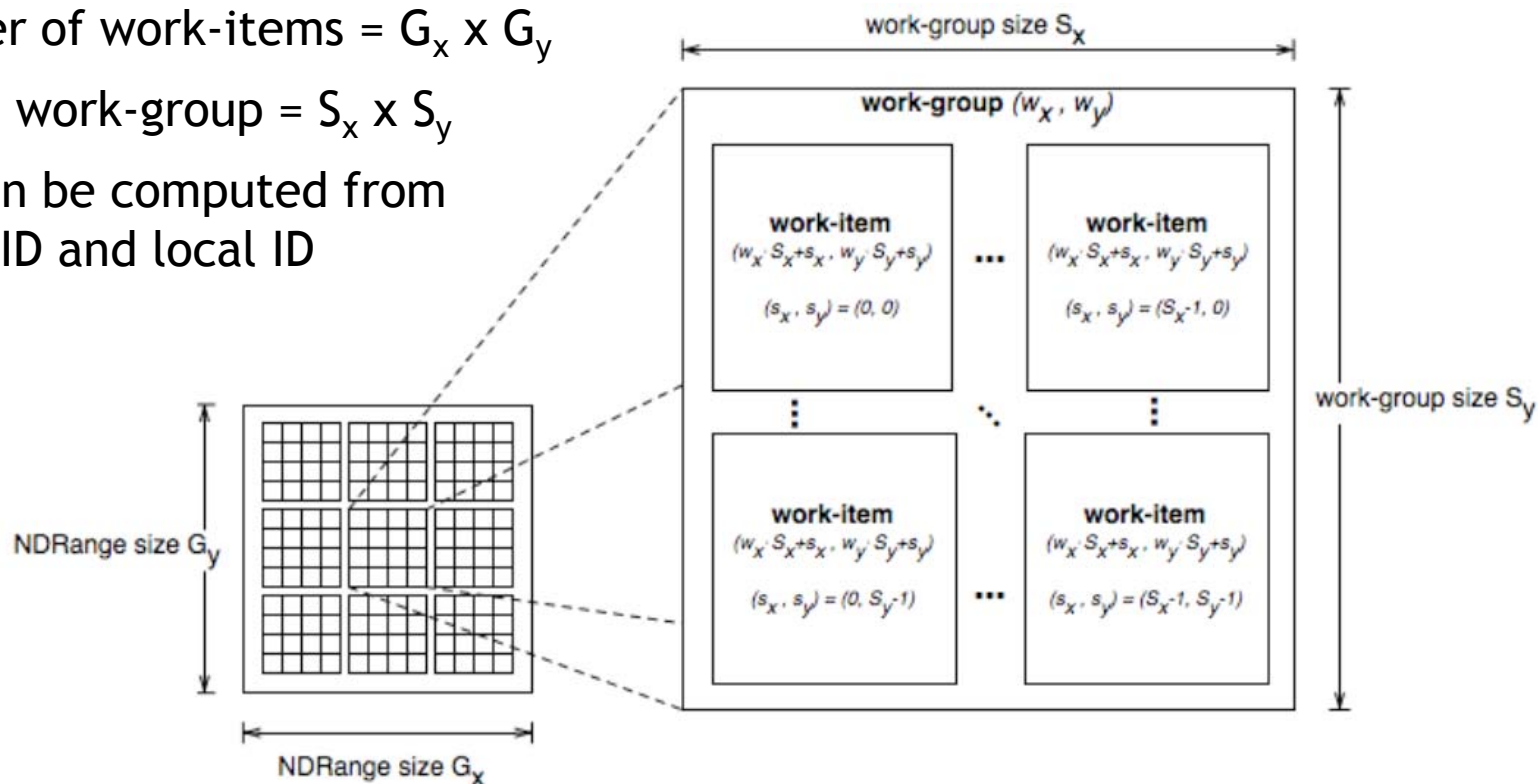 er of work-items = Gx x Gy
work-group = Sx x Sy
n be computed from
ID and local ID
work-group size Sx
work-group (wx , wy)
work-item
(wx· Sx+sx , wy· Sy+sy)
(sx , sy) = (0, 0)
...
work-item
(wx· Sx+sx , wy· Sy+sy)
(sx , sy) = (Sx-1, 0)
work-group size Sy
work-item
(wx· Sx+sx , wy· Sy+sy)
(sx , sy) = (0, Sy-1)
...
work-item
(wx· Sx+sx , wy· Sy+sy)
(sx , sy) = (Sx-1, Sy-1)
NDRange size Gy
NDRange size Gx